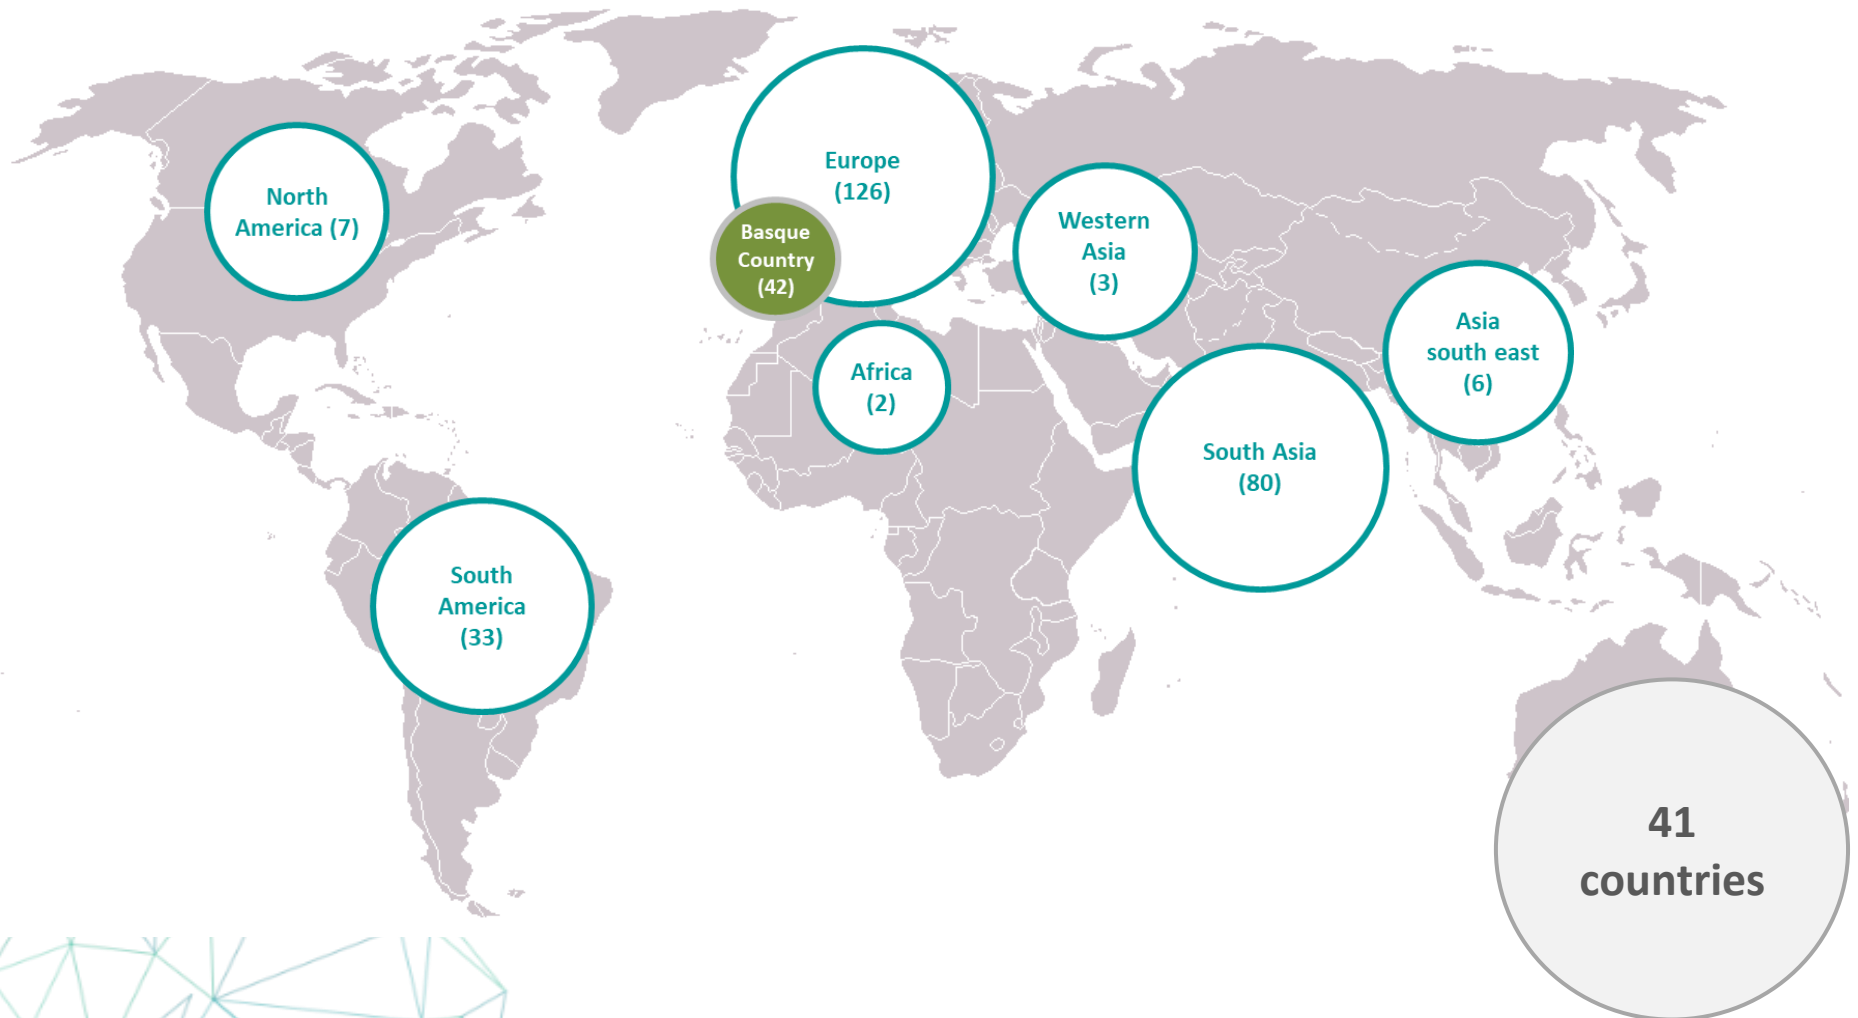 North
America (7)
Europe
(126)
Basque
Country
(42)
Western
Asia
(3)
Asia
south east
(6)
Africa
(2)
South Asia
(80)
South
America
(33)
41
countries